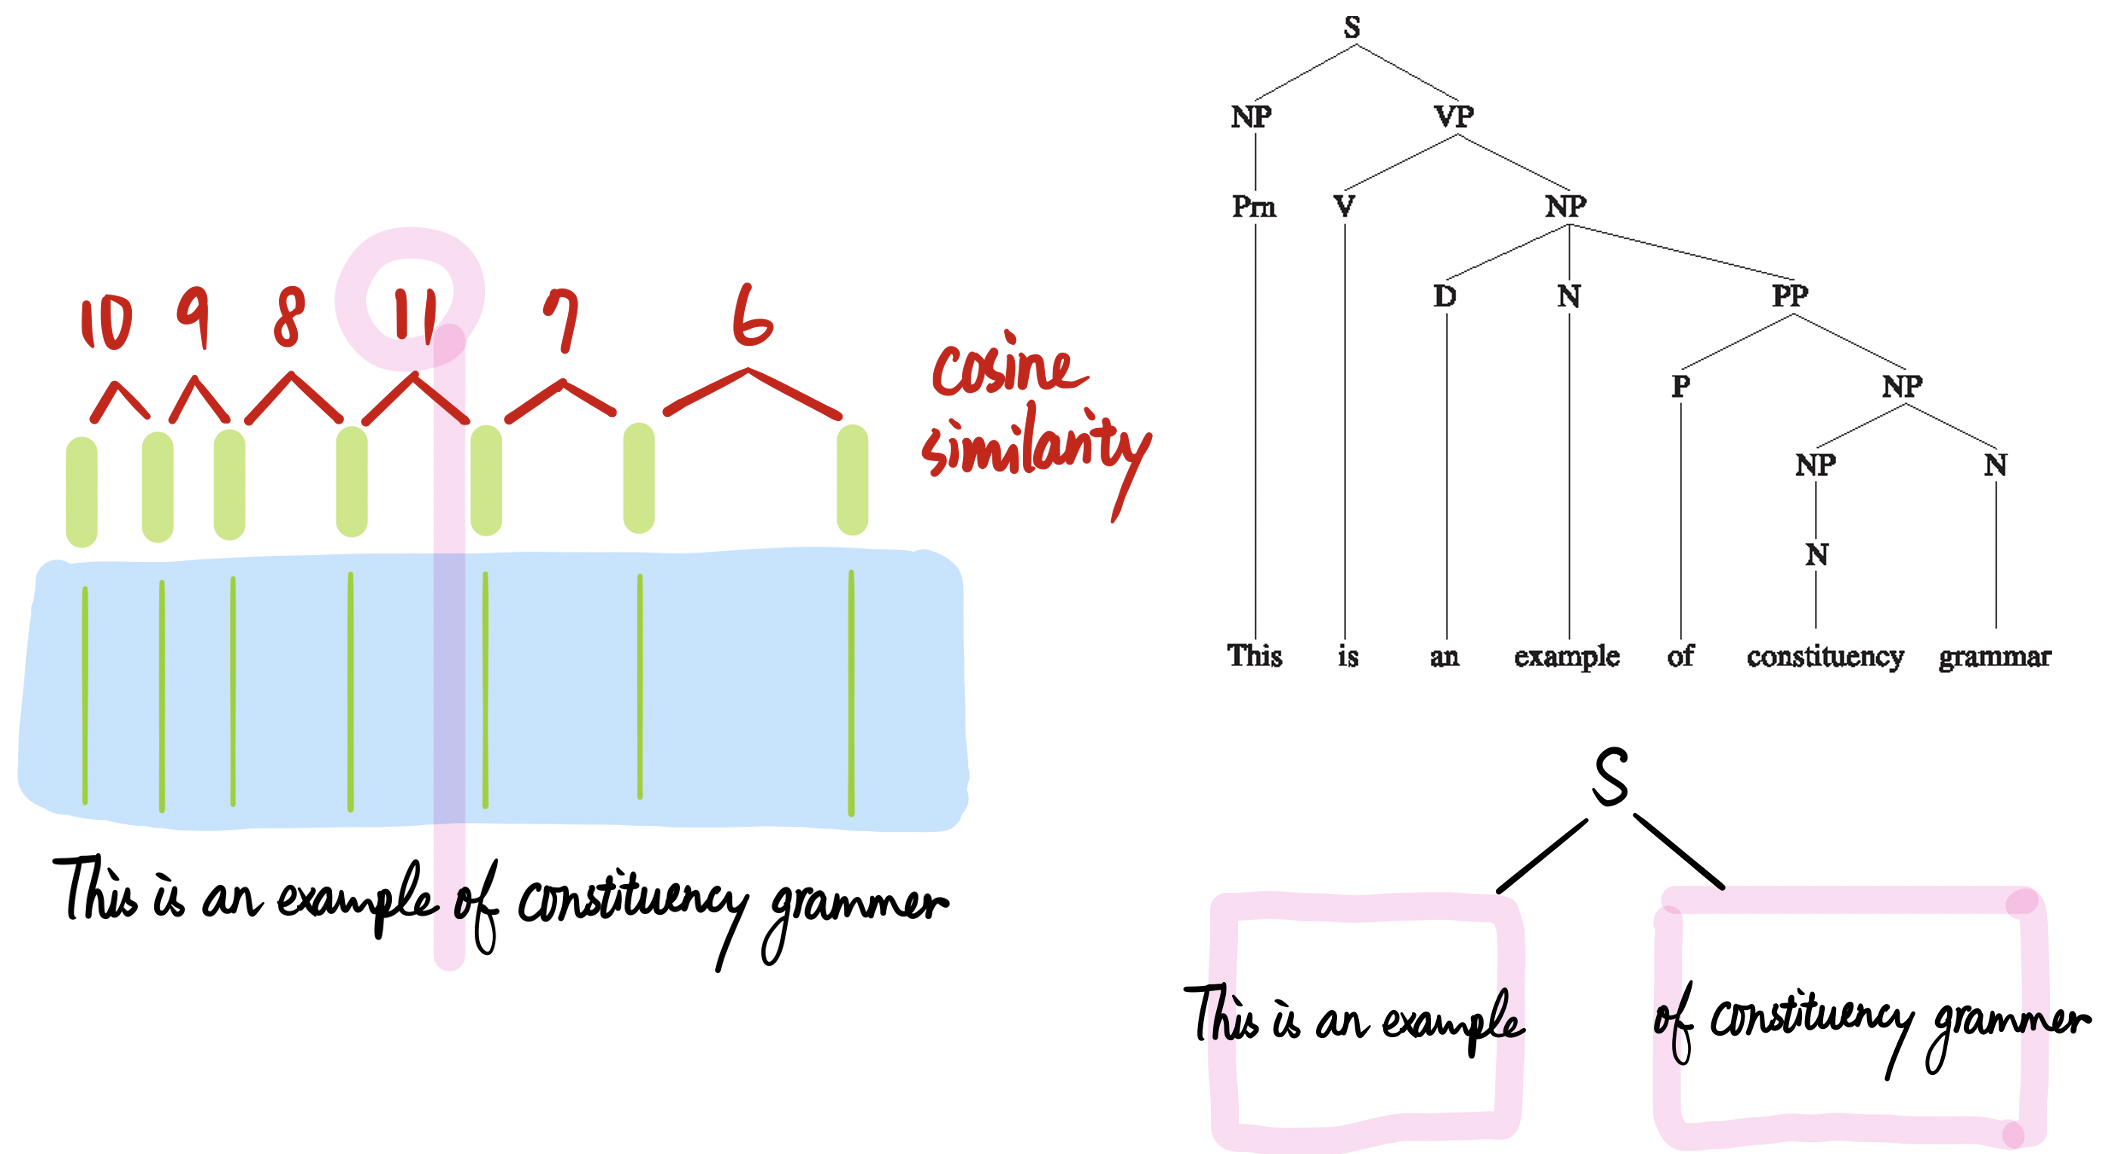 10 9 8 11 7 6
cosine
similarity
This is an example of constituency grammer
S
NP VP
Prn V NP
D N PP
P NP
NP N
N
This is an example of constituency grammar
S
This is an example of constituency grammer